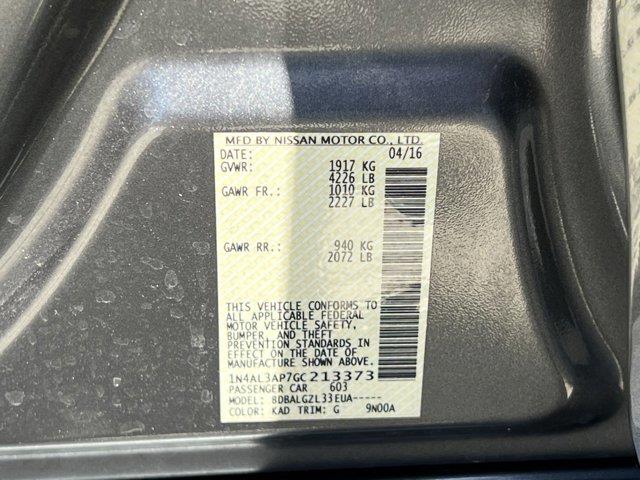 MFD BY NISSAN MOTOR CO., LTD.
DATE: 04/16
GVWR: 1917 KG
4226 LB
GAWR FR.: 1010 KG
2227 LB
GAWR RR.: 940 KG
2072 LB
THIS VEHICLE CONFORMS TO
ALL APPLICABLE FEDERAL
MOTOR VEHICLE SAFETY,
BUMPER, AND THEFT
PREVENTION STANDARDS
IN EFFECT ON THE DATE OF
MANUFACTURE SHOWN ABOVE.
1N4AL3AP7GC213373
PASSENGER CAR 603
MODEL: BDBALGZL33EUA-----
COLOR: KAD TRIM: G 9N00A